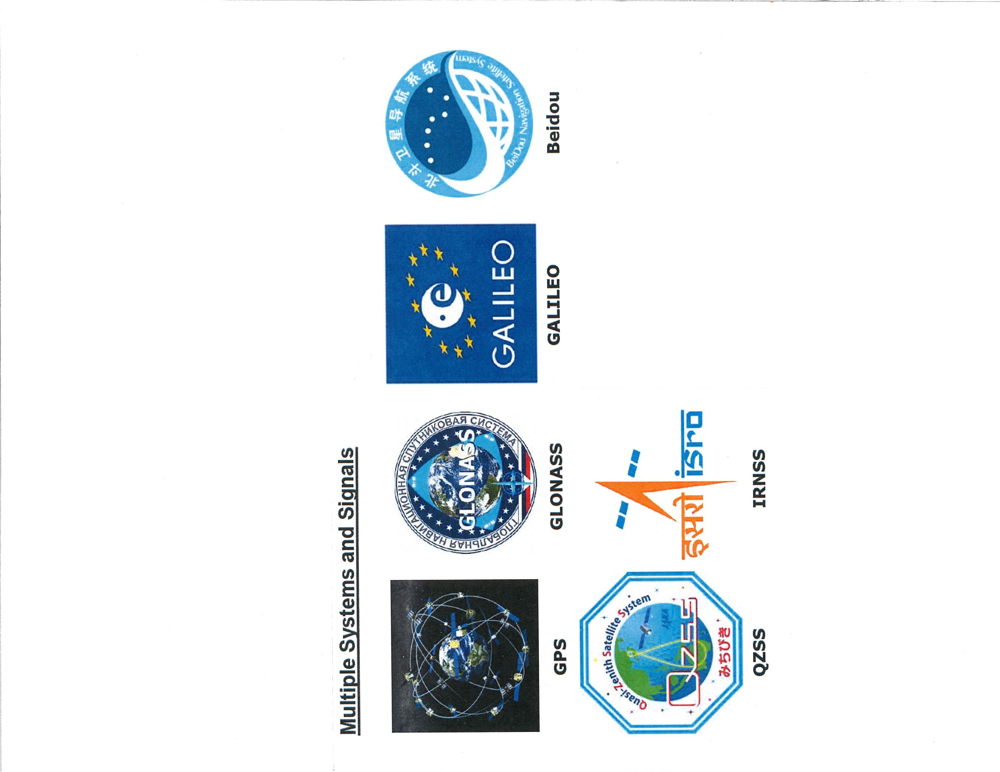 Multiple Systems and Signals
GPS
ГЛОБАЛЬНАЯ НАВИГАЦИОННАЯ СПУТНИКОВАЯ СИСТЕМА
GLONASS
GLONASS
GALILEO
GALILEO
北斗卫星导航系统
BeiDou Navigation Satellite System
Beidou
Quasi-Zenith Satellite System
QZSS
みちびき
QZSS
इसरो isro
IRNSS